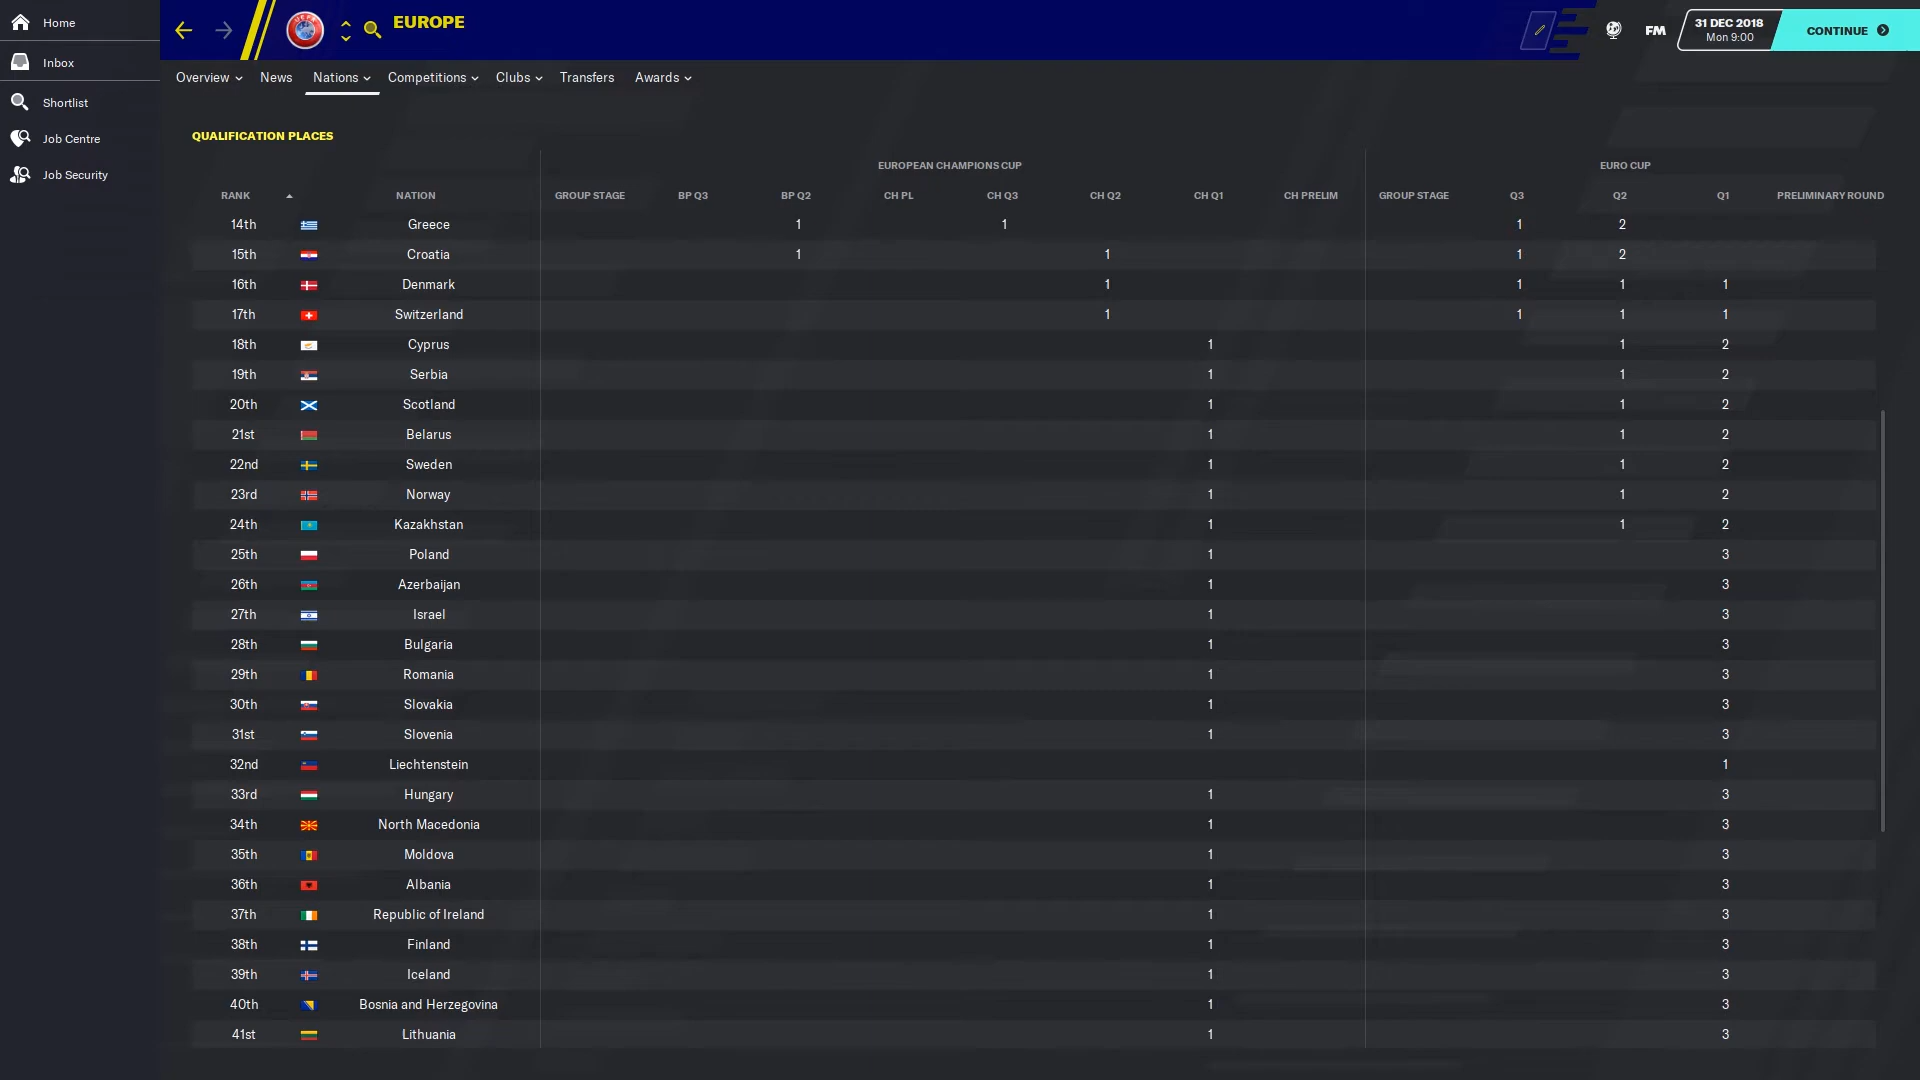 Home
Inbox
Shortlist
Job Centre
Job Security
EUROPE
FM
31 DEC 2018
Mon 9:00
CONTINUE
Overview News Nations Competitions Clubs Transfers Awards
QUALIFICATION PLACES
EUROPEAN CHAMPIONS CUP EURO CUP
RANK NATION GROUP STAGE BP Q3 BP Q2 CH PL CH Q3 CH Q2 CH Q1 CH PRELIM GROUP STAGE Q3 Q2 Q1 PRELIMINARY ROUND
14th Greece 1 1 1 2
15th Croatia 1 1 1 2
16th Denmark 1 1 1 1
17th Switzerland 1 1 1 1
18th Cyprus 1 1 2
19th Serbia 1 1 2
20th Scotland 1 1 2
21st Belarus 1 1 2
22nd Sweden 1 1 2
23rd Norway 1 1 2
24th Kazakhstan 1 1 2
25th Poland 1 3
26th Azerbaijan 1 3
27th Israel 1 3
28th Bulgaria 1 3
29th Romania 1 3
30th Slovakia 1 3
31st Slovenia 1 3
32nd Liechtenstein 1
33rd Hungary 1 3
34th North Macedonia 1 3
35th Moldova 1 3
36th Albania 1 3
37th Republic of Ireland 1 3
38th Finland 1 3
39th Iceland 1 3
40th Bosnia and Herzegovina 1 3
41st Lithuania 1 3